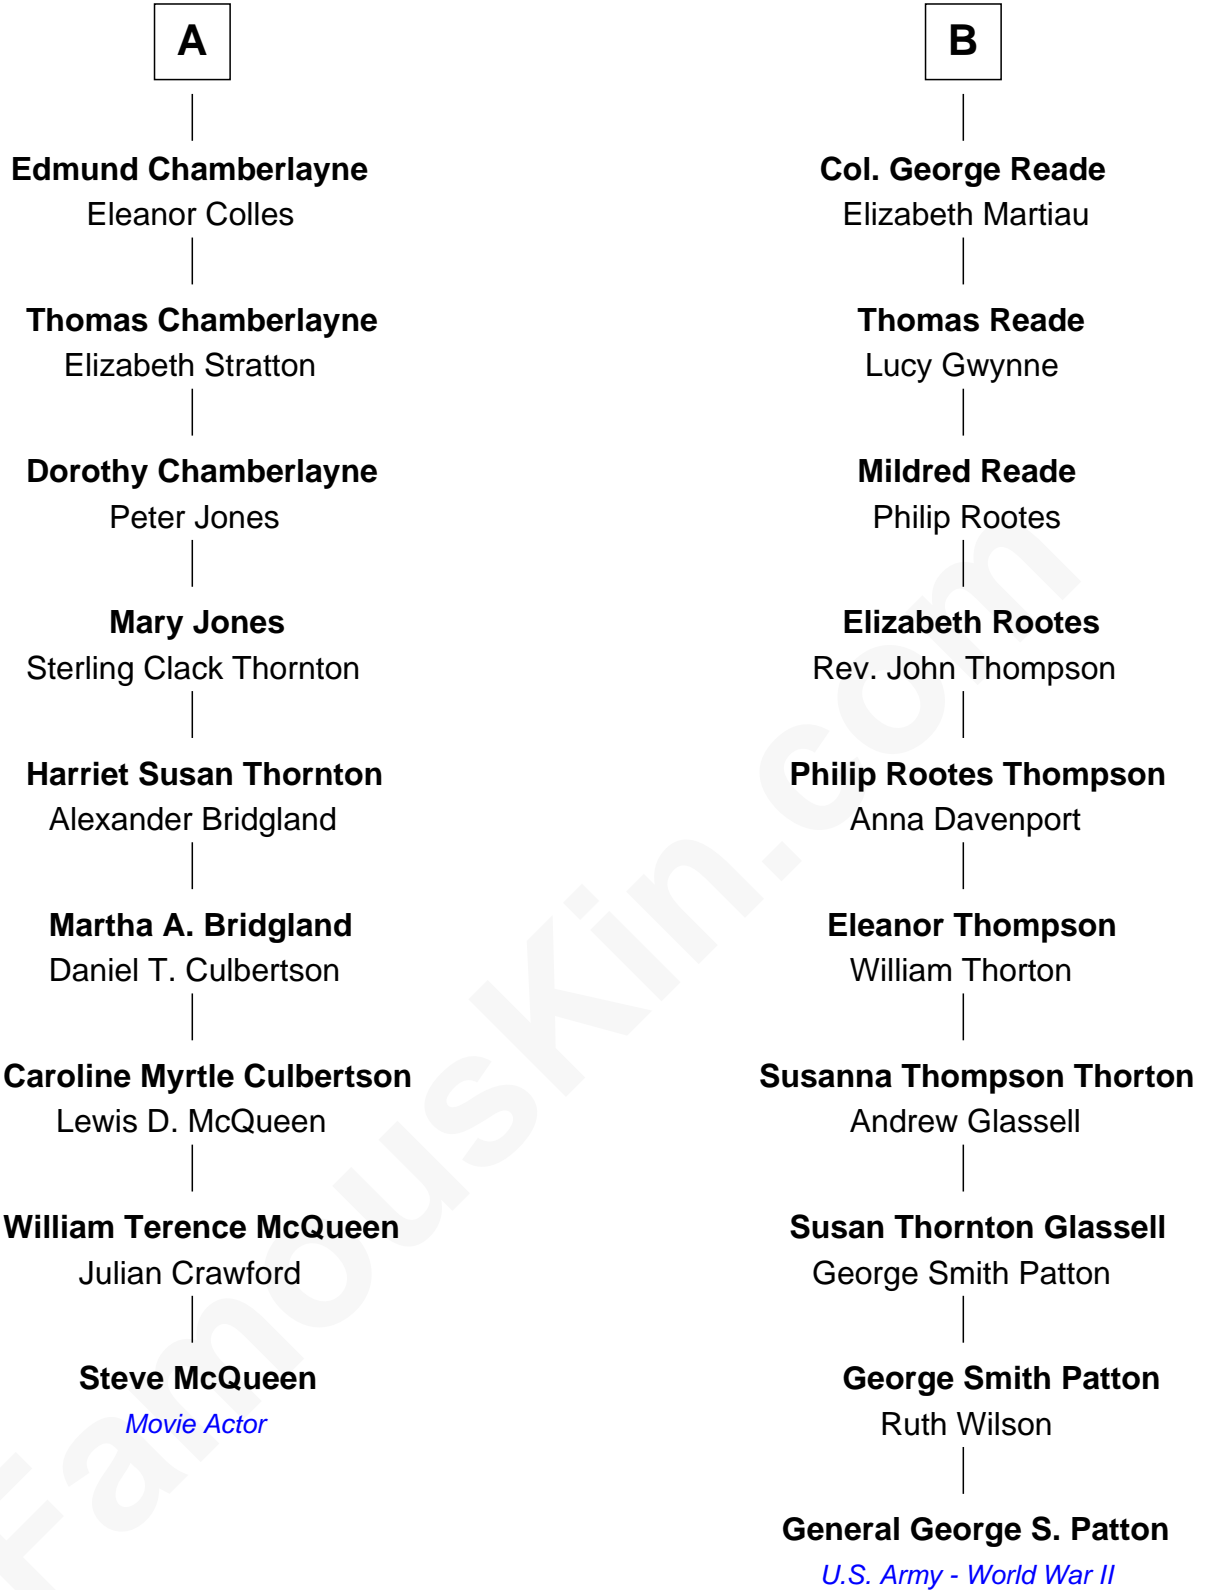 A
Edmund Chamberlayne
Eleanor Colles
Thomas Chamberlayne
Elizabeth Stratton
Dorothy Chamberlayne
Peter Jones
Mary Jones
Sterling Clack Thornton
Harriet Susan Thornton
Alexander Bridgland
Martha A. Bridgland
Daniel T. Culbertson
Caroline Myrtle Culbertson
Lewis D. McQueen
William Terence McQueen
Julian Crawford
Steve McQueen
Movie Actor
B
Col. George Reade
Elizabeth Martiau
Thomas Reade
Lucy Gwynne
Mildred Reade
Philip Rootes
Elizabeth Rootes
Rev. John Thompson
Philip Rootes Thompson
Anna Davenport
Eleanor Thompson
William Thorton
Susanna Thompson Thorton
Andrew Glassell
Susan Thornton Glassell
George Smith Patton
George Smith Patton
Ruth Wilson
General George S. Patton
U.S. Army - World War II
FamousKin.com